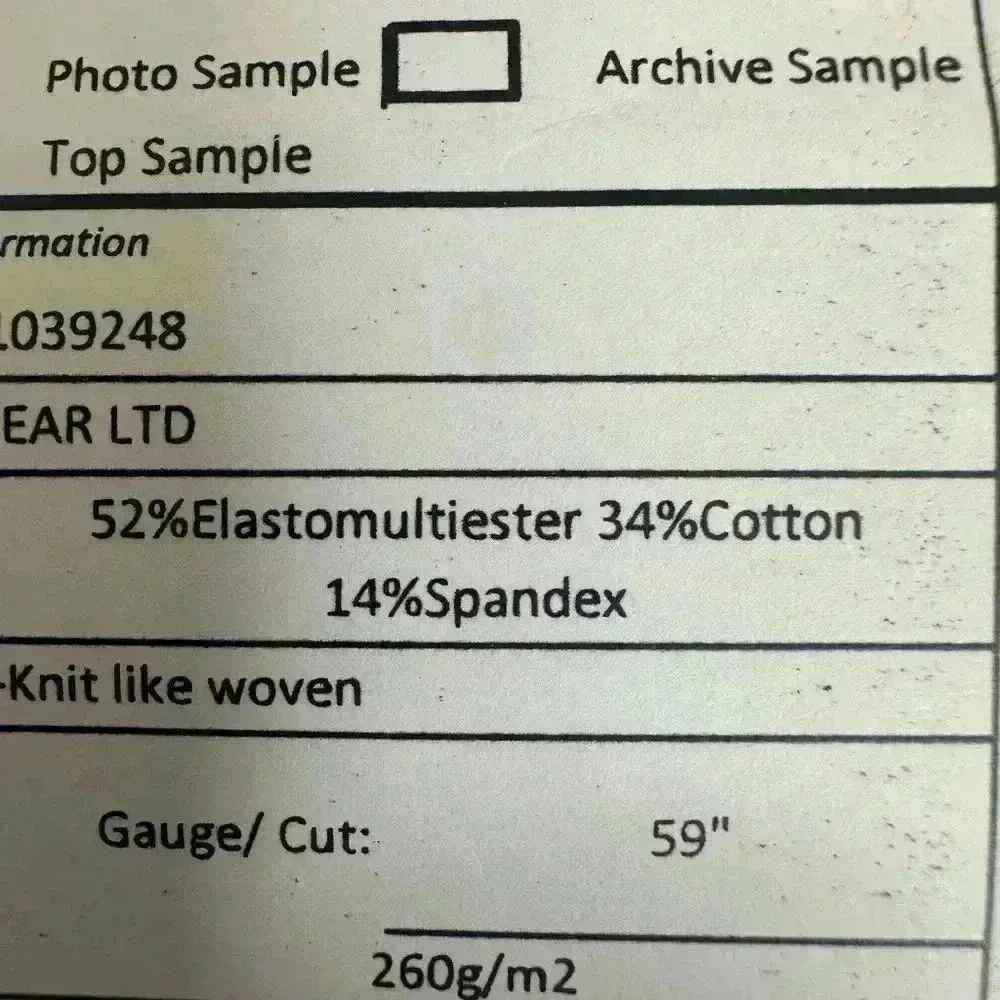 Photo Sample Archive Sample
Top Sample
rmation
1039248
EAR LTD
52%Elastomultiester 34%Cotton
14%Spandex
-Knit like woven
Gauge/ Cut: 59"
260g/m2